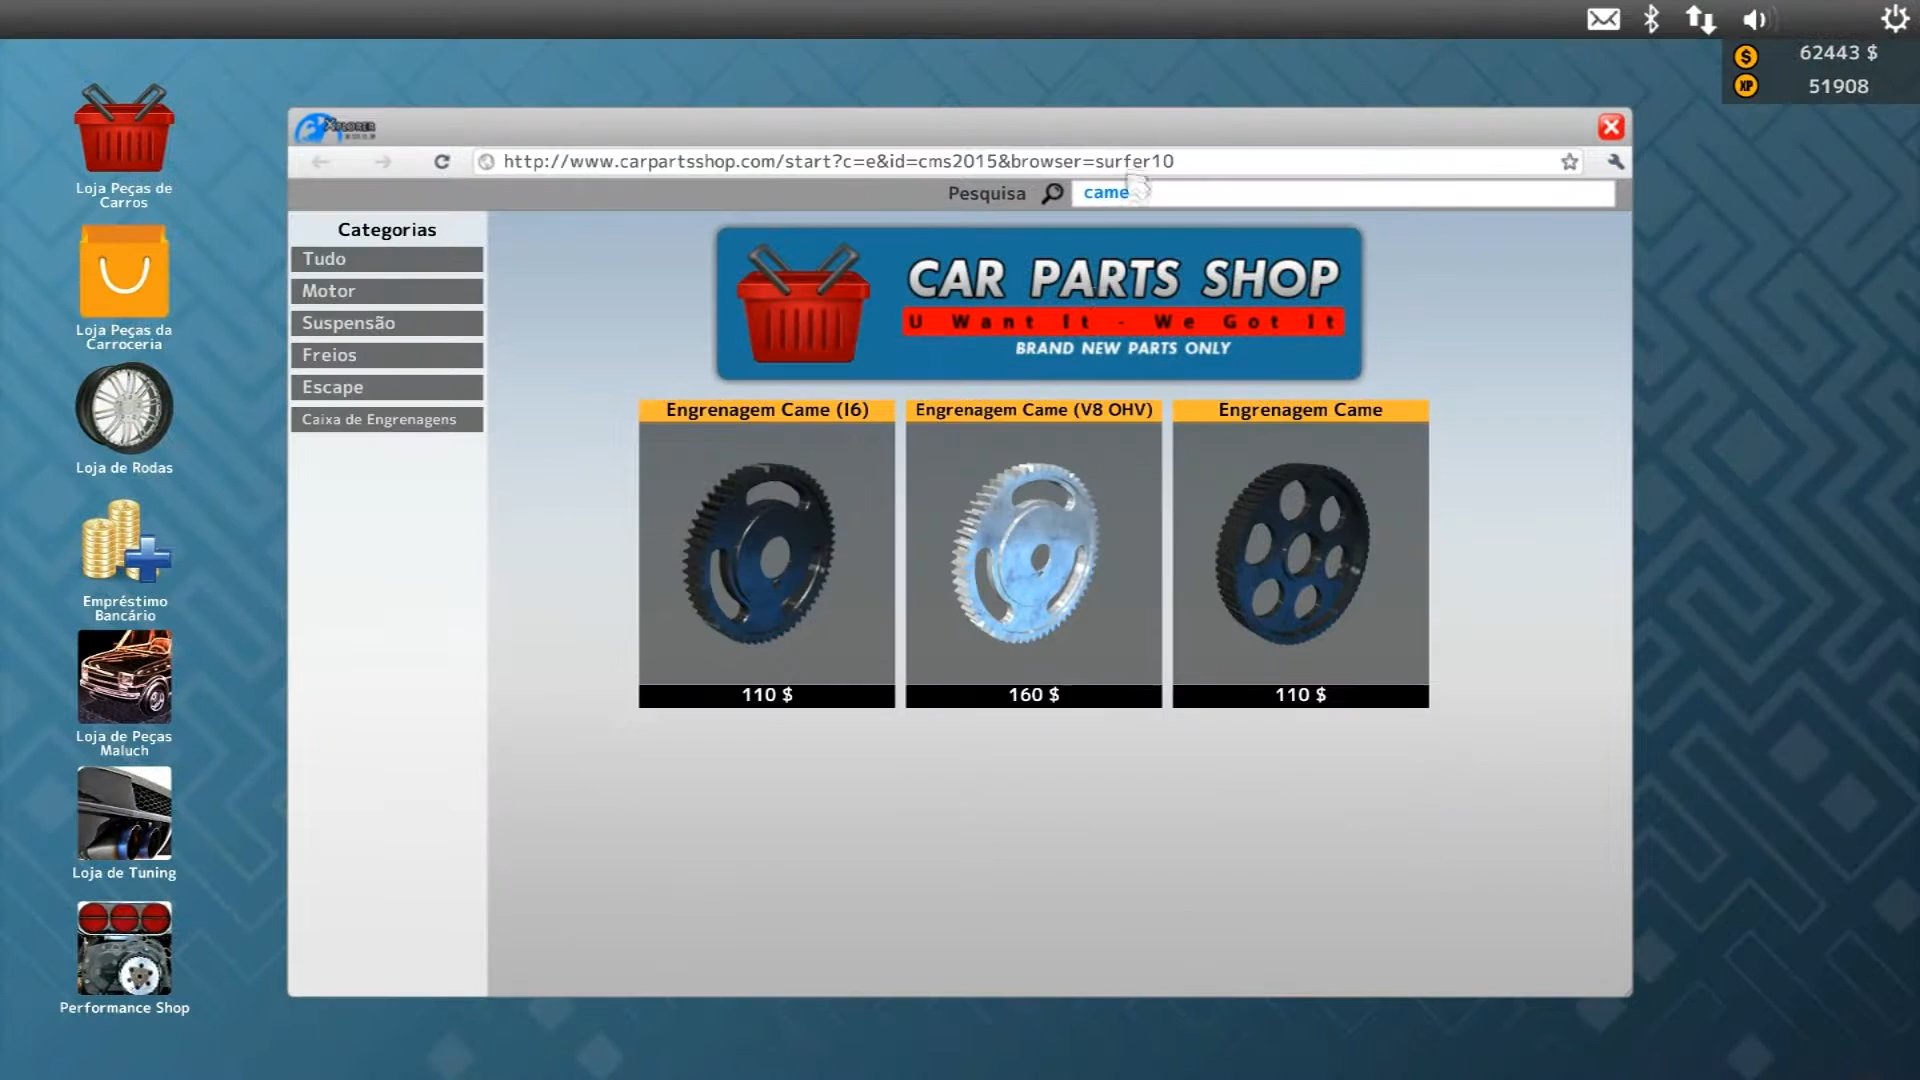 62443 $
XP
51908
Loja Peças de
Carros
Loja Peças da
Carroceria
Loja de Rodas
Empréstimo
Bancário
Loja de Peças
Maluch
Loja de Tuning
Performance Shop
XPLORER
http://www.carpartsshop.com/start?c=e&id=cms2015&browser=surfer10
Pesquisa
came
Categorias
Tudo
Motor
Suspensão
Freios
Escape
Caixa de Engrenagens
CAR PARTS SHOP
U Want It - We Got It
BRAND NEW PARTS ONLY
Engrenagem Came (I6)
110 $
Engrenagem Came (V8 OHV)
160 $
Engrenagem Came
110 $